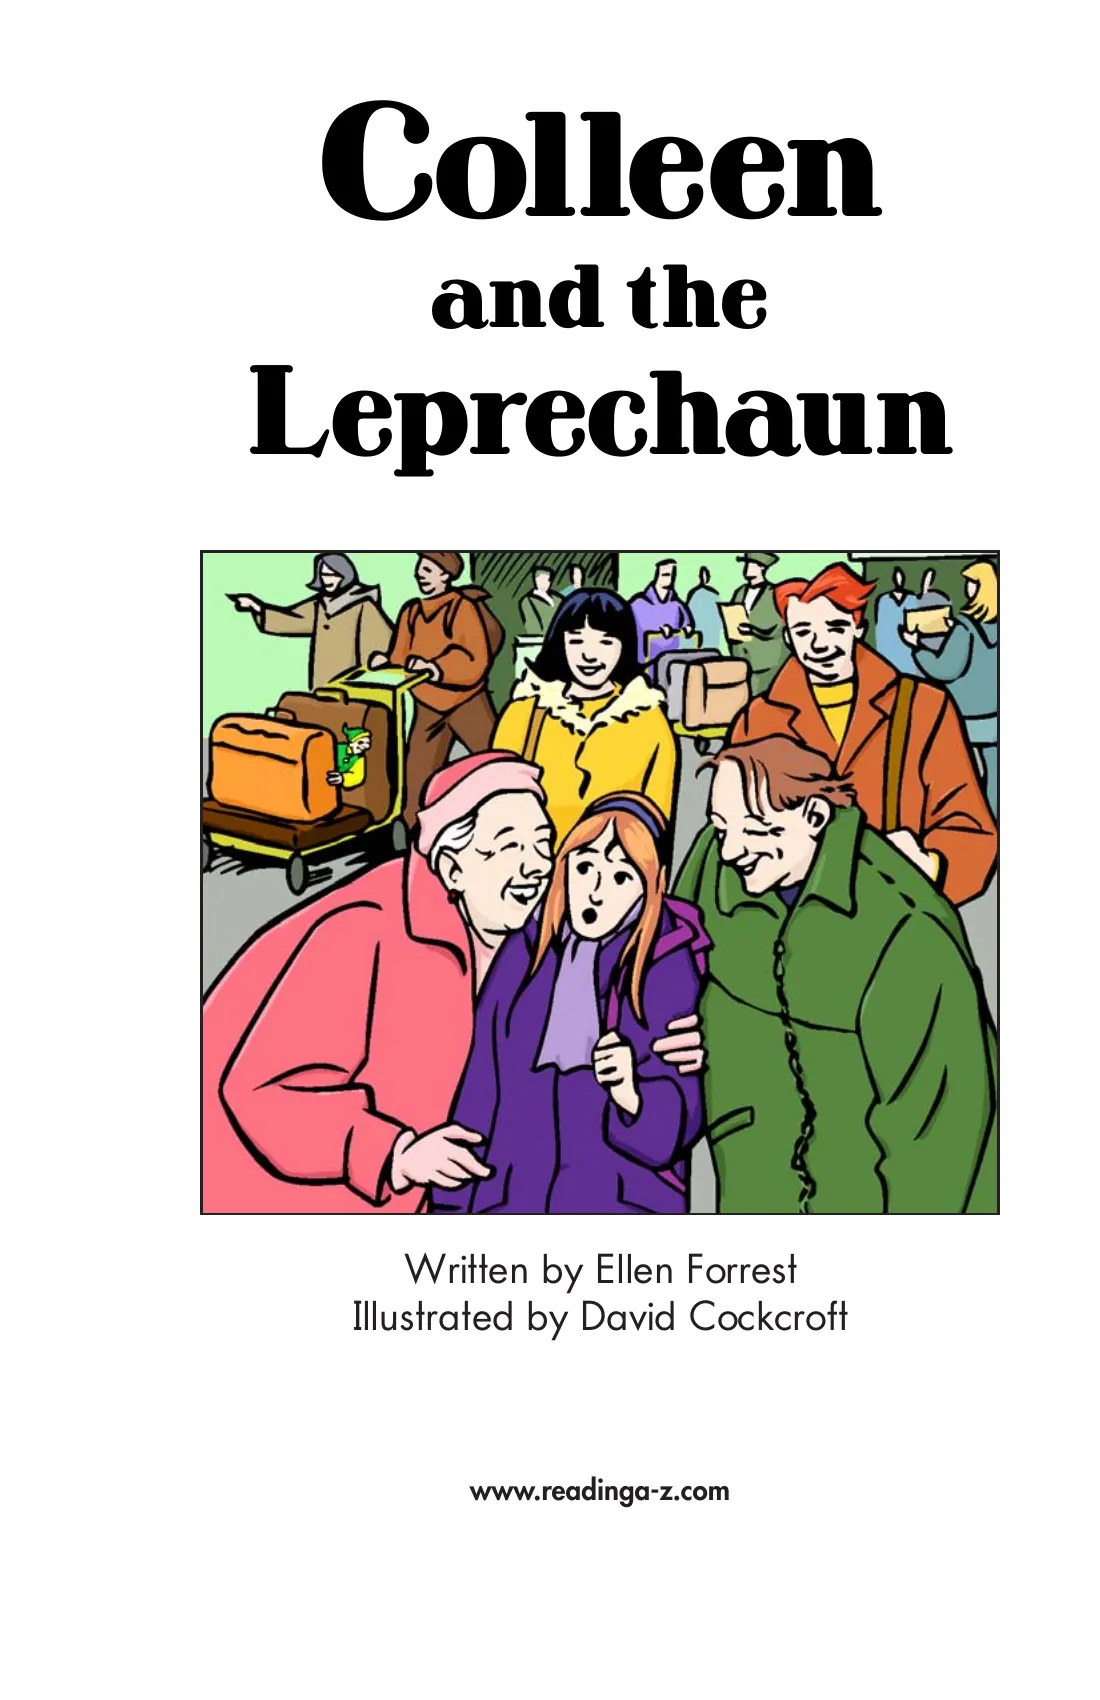 Colleen
and the
Leprechaun
Written by Ellen Forrest
Illustrated by David Cockcroft
www.readinga-z.com